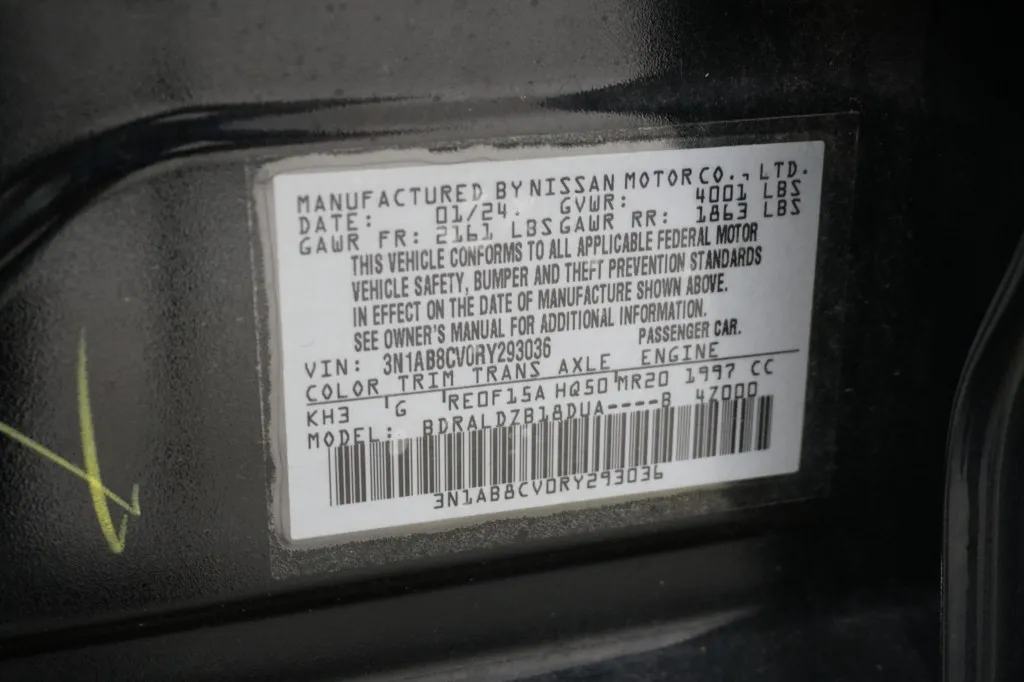 MANUFACTURED BY NISSAN MOTOR CO., LTD.
DATE: 01/24. GVWR: 4001 LBS
GAWR FR: 2161 LBS GAWR RR: 1863 LBS
THIS VEHICLE CONFORMS TO ALL APPLICABLE FEDERAL MOTOR
VEHICLE SAFETY, BUMPER AND THEFT PREVENTION STANDARDS
IN EFFECT ON THE DATE OF MANUFACTURE SHOWN ABOVE.
SEE OWNER'S MANUAL FOR ADDITIONAL INFORMATION.
VIN: 3N1AB8CV0RY293036 PASSENGER CAR.
COLOR TRIM TRANS AXLE ENGINE
KH3 G RE0F15A HQ50 MR20 1997 CC
MODEL: BDRALDZB18DUA----B 47000
3N1AB8CV0RY293036